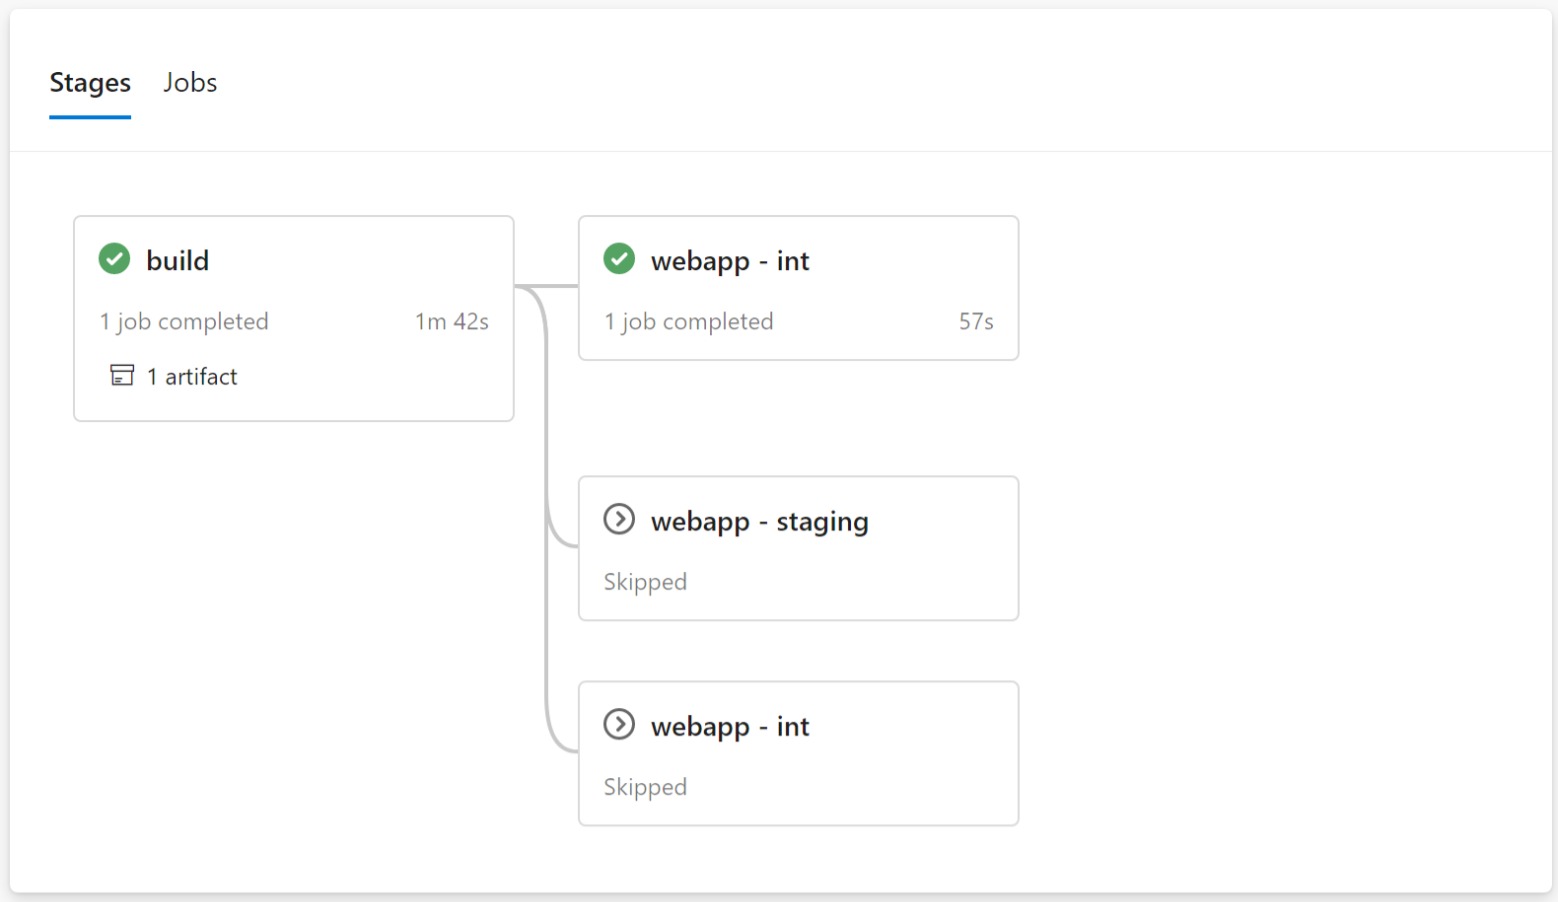 Stages Jobs
build
1 job completed 1m 42s
1 artifact
webapp - int
1 job completed 57s
webapp - staging
Skipped
webapp - int
Skipped